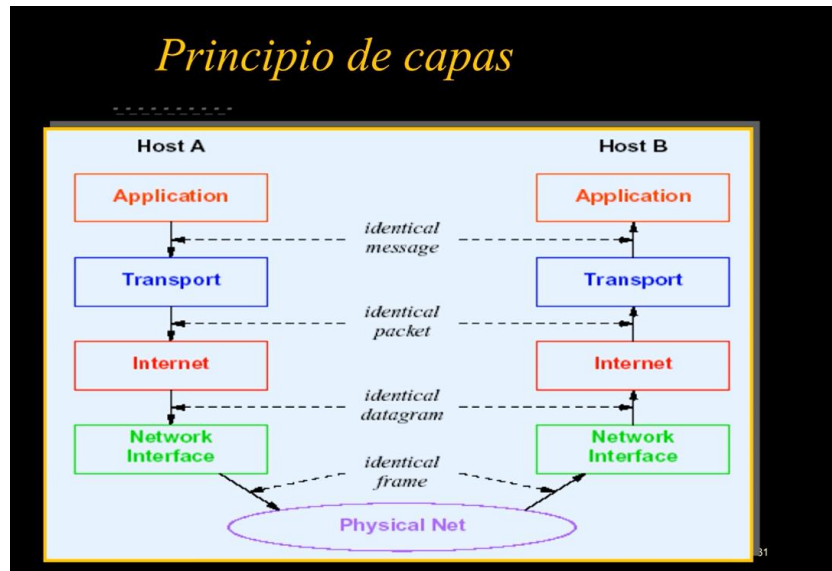 Principio de capas
Host A
Host B
Application
Application
identical
message
Transport
Transport
identical
packet
Internet
Internet
identical
datagram
Network
Interface
Network
Interface
identical
frame
Physical Net
31